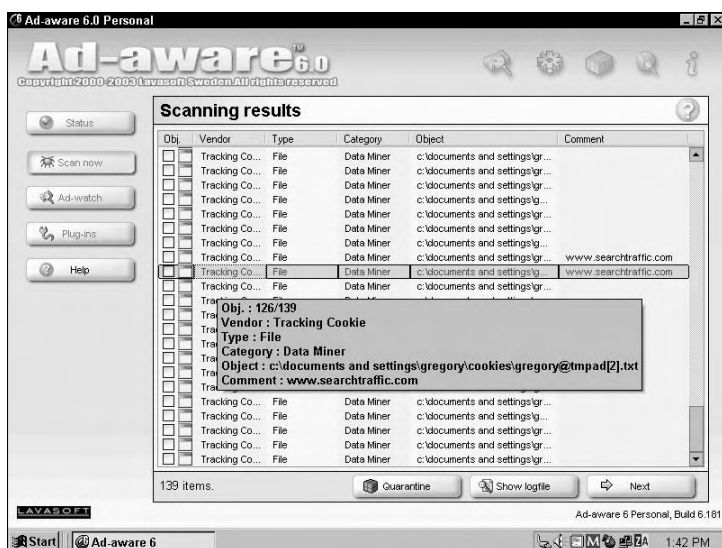 Ad-aware 6.0 Personal
Ad-aware 6.0
Copyright 2000-2003 Lavasoft Sweden. All rights reserved
Status
Scan now
Ad-watch
Plug-ins
Help
Scanning results
Obj. Vendor Type Category Object Comment
Tracking Co... File Data Miner c:\documents and settings\gr...
Tracking Co... File Data Miner c:\documents and settings\gr...
Tracking Co... File Data Miner c:\documents and settings\gr...
Tracking Co... File Data Miner c:\documents and settings\g...
Tracking Co... File Data Miner c:\documents and settings\g...
Tracking Co... File Data Miner c:\documents and settings\gr...
Tracking Co... File Data Miner c:\documents and settings\g...
Tracking Co... File Data Miner c:\documents and settings\g... www.searchtraffic.com
Tracking Co... File Data Miner c:\documents and settings\g... www.searchtraffic.com
Tracking Co... File Data Miner c:\documents and settings\gr...
Obj. : 126/139
Vendor : Tracking Cookie
Type : File
Category : Data Miner
Object : c:\documents and settings\gregory\cookies\gregory@tmpad[2].txt
Comment : www.searchtraffic.com
Tracking Co... File Data Miner c:\documents and settings\gr...
Tracking Co... File Data Miner c:\documents and settings\g...
Tracking Co... File Data Miner c:\documents and settings\gr...
Tracking Co... File Data Miner c:\documents and settings\gr...
Tracking Co... File Data Miner c:\documents and settings\gr...
139 items.
Quarantine
Show logfile
Next
LAVASOFT
Ad-aware 6 Personal, Build 6.181
Start
Ad-aware 6
1:42 PM